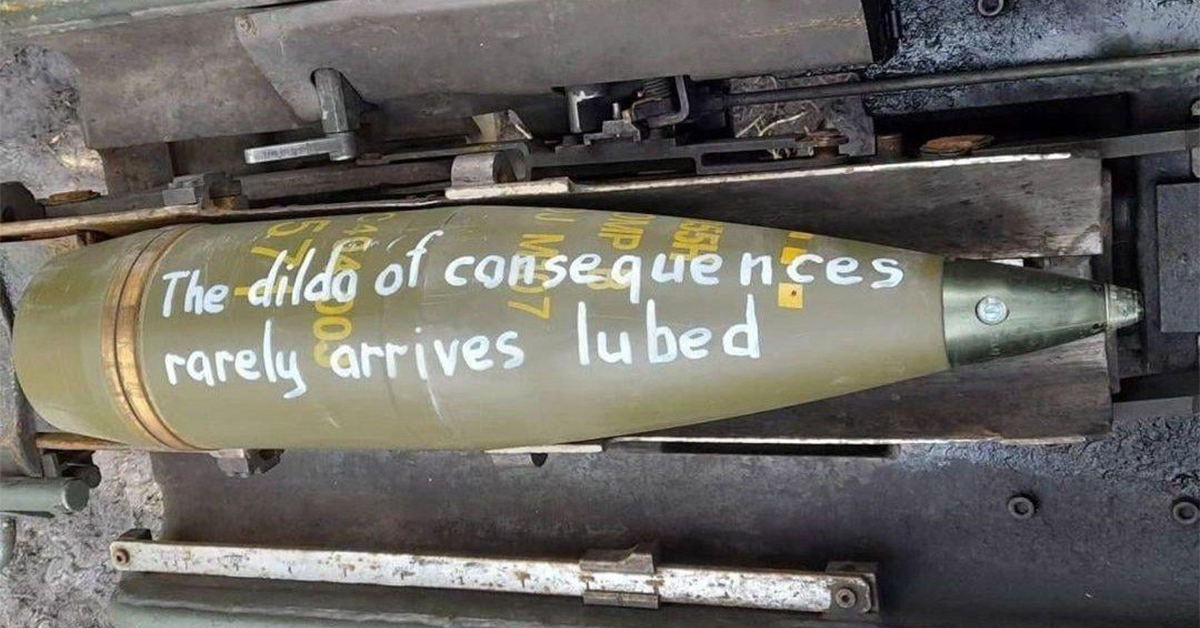 The dildo of consequences
rarely arrives lubed